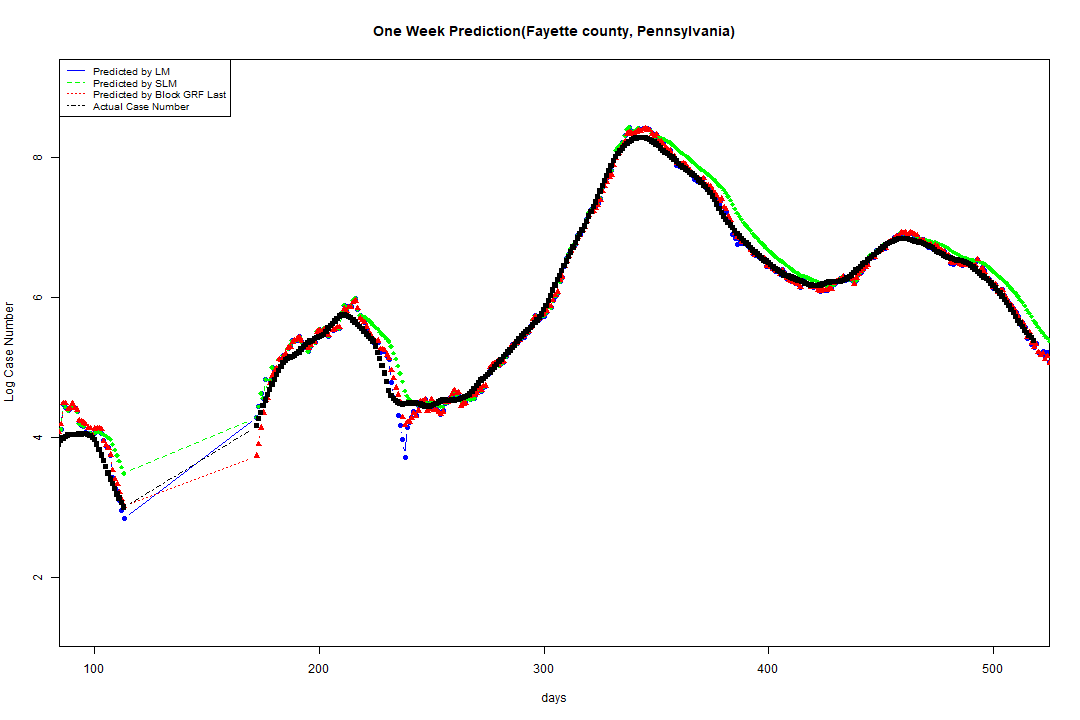 One Week Prediction(Fayette county, Pennsylvania)
Predicted by LM
Predicted by SLM
Predicted by Block GRF Last
Actual Case Number
8
6
4
2
Log Case Number
100 200 300 400 500
days